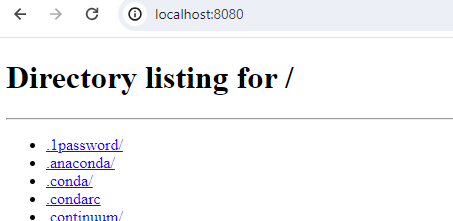 localhost:8080
Directory listing for /
.1password/
.anaconda/
.conda/
.condarc
.continuum/